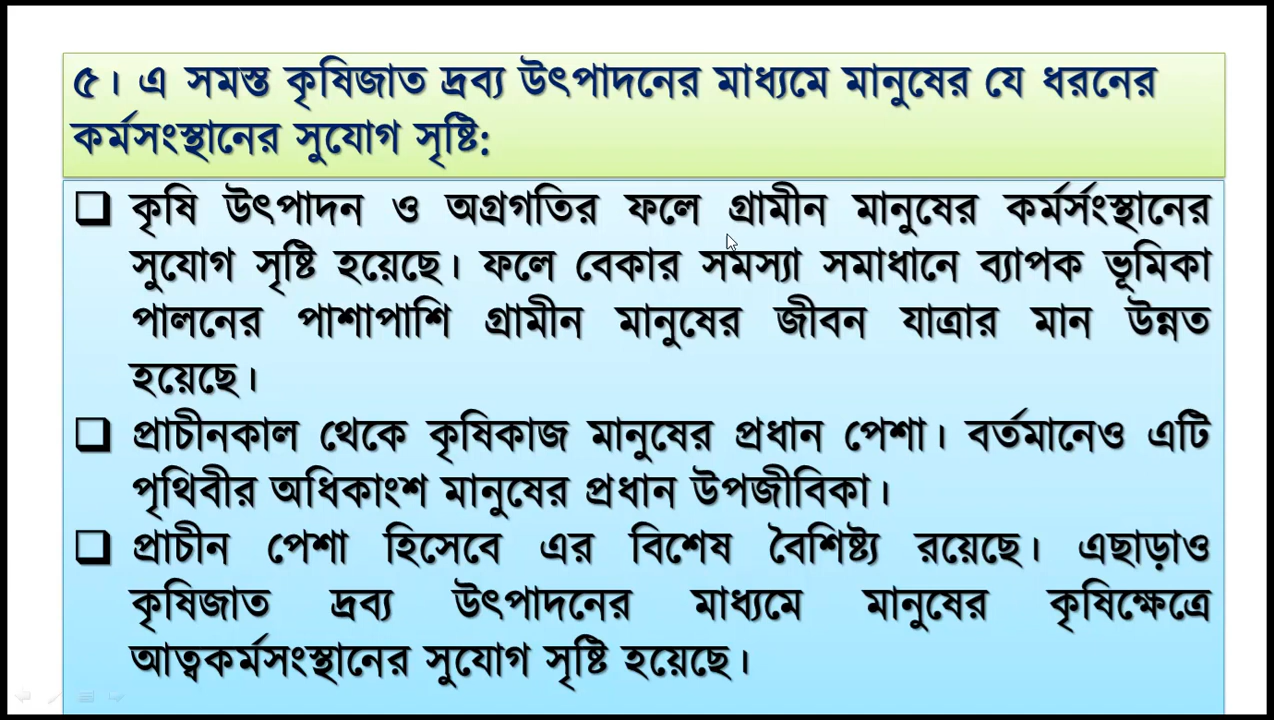 ৫। এ সমস্ত কৃষিজাত দ্রব্য উৎপাদনের মাধ্যমে মানুষের যে ধরনের
কর্মসংস্থানের সুযোগ সৃষ্টি:
কৃষি উৎপাদন ও অগ্রগতির ফলে গ্রামীন মানুষের কর্মর্সংস্থানের
সুযোগ সৃষ্টি হয়েছে। ফলে বেকার সমস্যা সমাধানে ব্যাপক ভূমিকা
পালনের পাশাপাশি গ্রামীন মানুষের জীবন যাত্রার মান উন্নত
হয়েছে।
প্রাচীনকাল থেকে কৃষিকাজ মানুষের প্রধান পেশা। বর্তমানেও এটি
পৃথিবীর অধিকাংশ মানুষের প্রধান উপজীবিকা।
প্রাচীন পেশা হিসেবে এর বিশেষ বৈশিষ্ট্য রয়েছে। এছাড়াও
কৃষিজাত দ্রব্য উৎপাদনের মাধ্যমে মানুষের কৃষিক্ষেত্রে
আত্বকর্মসংস্থানের সুযোগ সৃষ্টি হয়েছে।